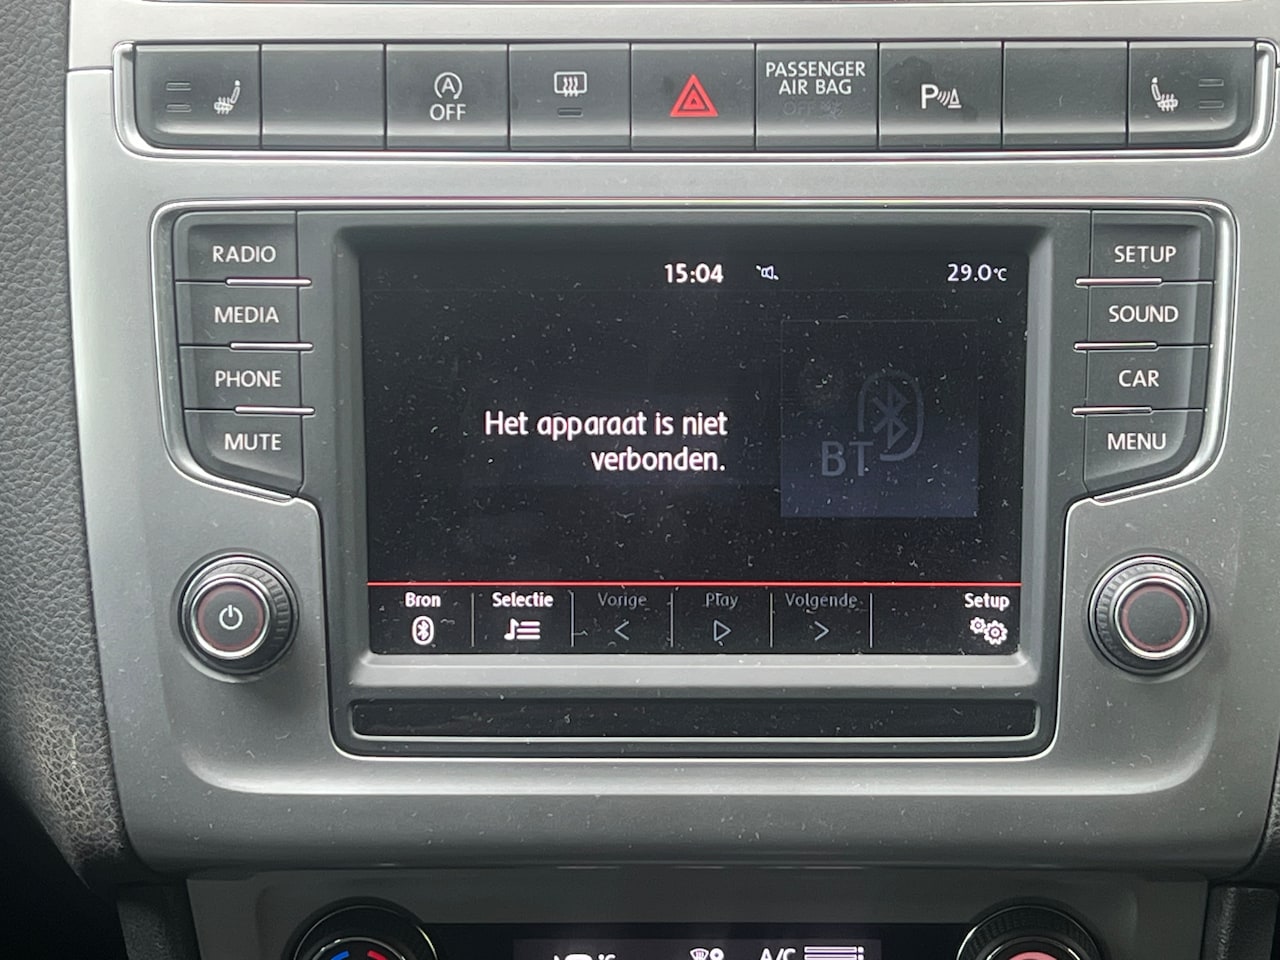 OFF
PASSENGER
AIR BAG
OFF
P
RADIO
MEDIA
PHONE
MUTE
15:04
29.0°C
Het apparaat is niet
verbonden.
BT
Bron
Selectie
Vorige
Play
Volgende
Setup
SETUP
SOUND
CAR
MENU
°C
A/C